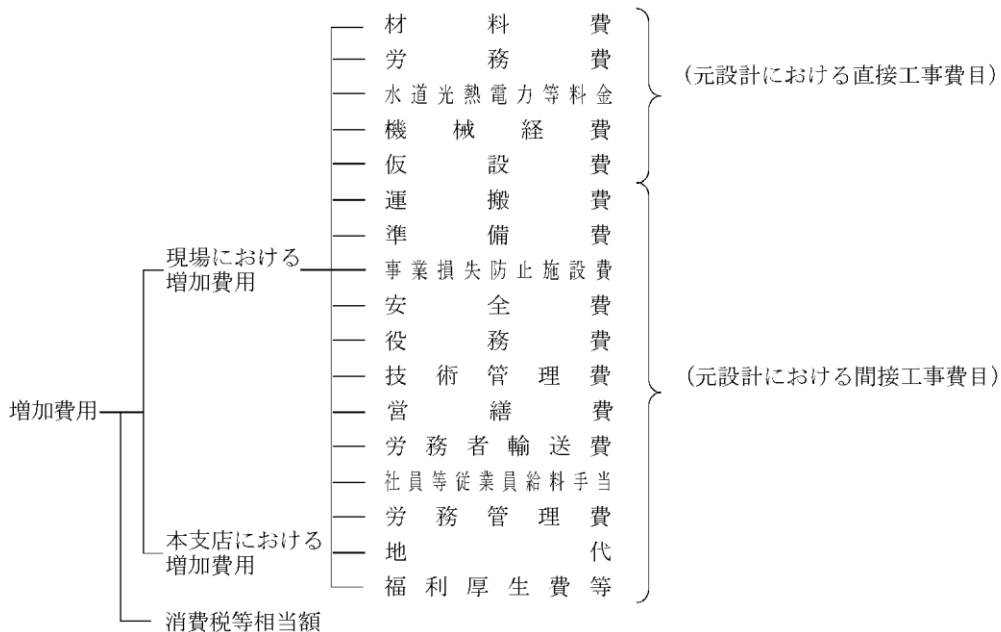 増加費用
現場における
増加費用
材料費
労務費
水道光熱電力等料金
機械経費
仮設費
運搬費
準備費
事業損失防止施設費
安全費
役務費
技術管理費
営繕費
労務者輸送費
社員等従業員給料手当
労務管理費
地代
福利厚生費等
(元設計における直接工事費目)
(元設計における間接工事費目)
本支店における
増加費用
消費税等相当額